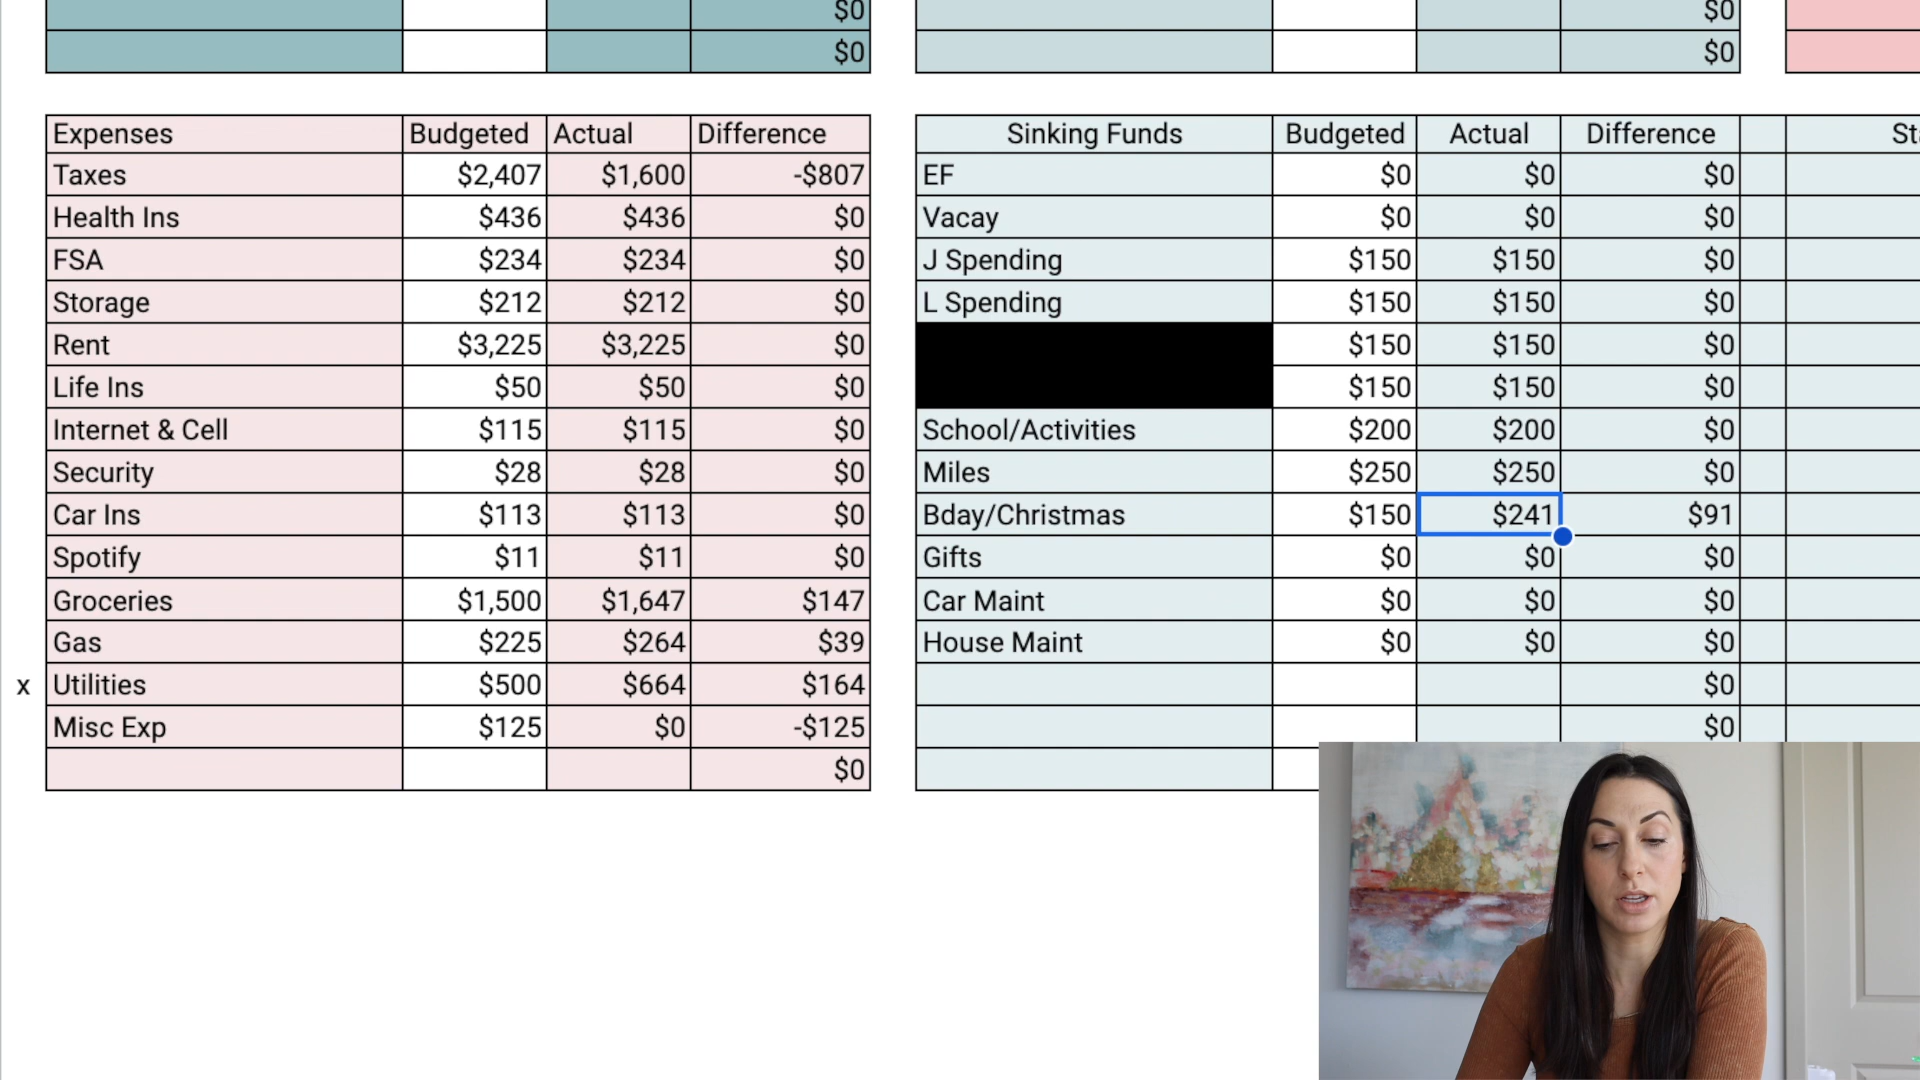 $0 $0
$0 $0
Expenses Budgeted Actual Difference
Taxes $2,407 $1,600 -$807
Health Ins $436 $436 $0
FSA $234 $234 $0
Storage $212 $212 $0
Rent $3,225 $3,225 $0
Life Ins $50 $50 $0
Internet & Cell $115 $115 $0
Security $28 $28 $0
Car Ins $113 $113 $0
Spotify $11 $11 $0
Groceries $1,500 $1,647 $147
Gas $225 $264 $39
x Utilities $500 $664 $164
Misc Exp $125 $0 -$125
$0
Sinking Funds Budgeted Actual Difference
EF $0 $0 $0
Vacay $0 $0 $0
J Spending $150 $150 $0
L Spending $150 $150 $0
$150 $150 $0
$150 $150 $0
School/Activities $200 $200 $0
Miles $250 $250 $0
Bday/Christmas $150 $241 $91
Gifts $0 $0 $0
Car Maint $0 $0 $0
House Maint $0 $0 $0
$0
$0